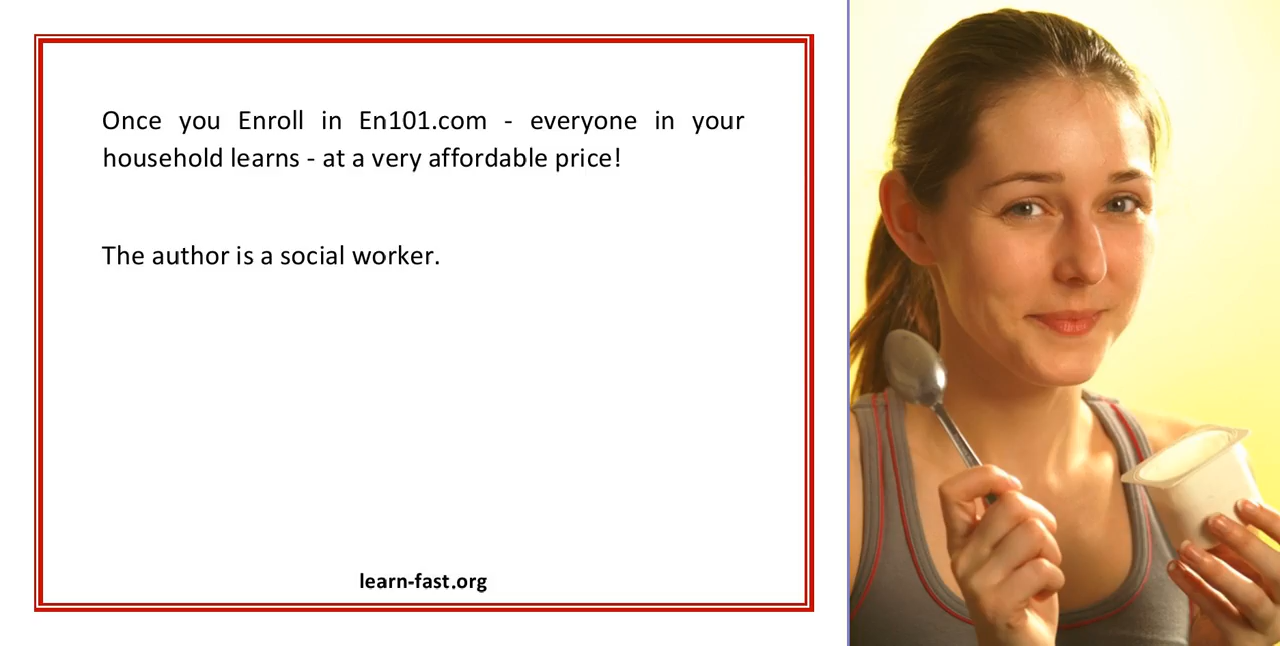 Once you Enroll in En101.com - everyone in your
household learns - at a very affordable price!
The author is a social worker.
learn-fast.org